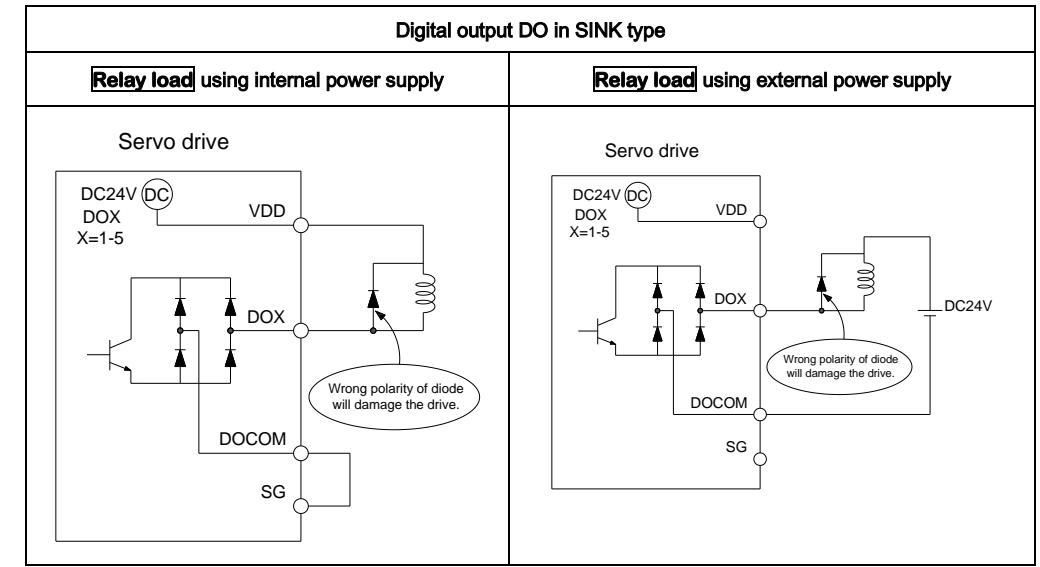 Digital output DO in SINK type
Relay load using internal power supply
Relay load using external power supply
Servo drive
DC24V DC
DOX
X=1-5
VDD
DOX
Wrong polarity of diode
will damage the drive.
DOCOM
SG
Servo drive
DC24V DC
DOX
X=1-5
VDD
DOX
DC24V
Wrong polarity of diode
will damage the drive.
DOCOM
SG